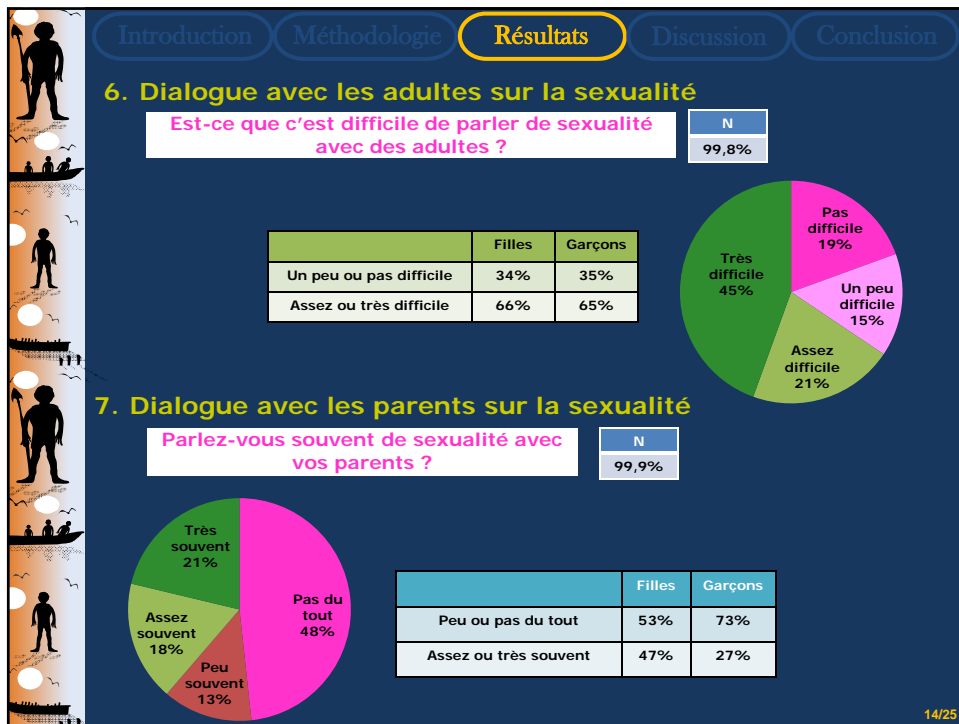 Introduction Méthodologie Résultats Discussion Conclusion
6. Dialogue avec les adultes sur la sexualité
Est-ce que c'est difficile de parler de sexualité
avec des adultes ?
N
99,8%
Filles Garçons
Un peu ou pas difficile 34% 35%
Assez ou très difficile 66% 65%
Pas
difficile
19%
Un peu
difficile
15%
Assez
difficile
21%
Très
difficile
45%
7. Dialogue avec les parents sur la sexualité
Parlez-vous souvent de sexualité avec
vos parents ?
N
99,9%
Très
souvent
21%
Pas du
tout
48%
Assez
souvent
18%
Peu
souvent
13%
Filles Garçons
Peu ou pas du tout 53% 73%
Assez ou très souvent 47% 27%
14/25